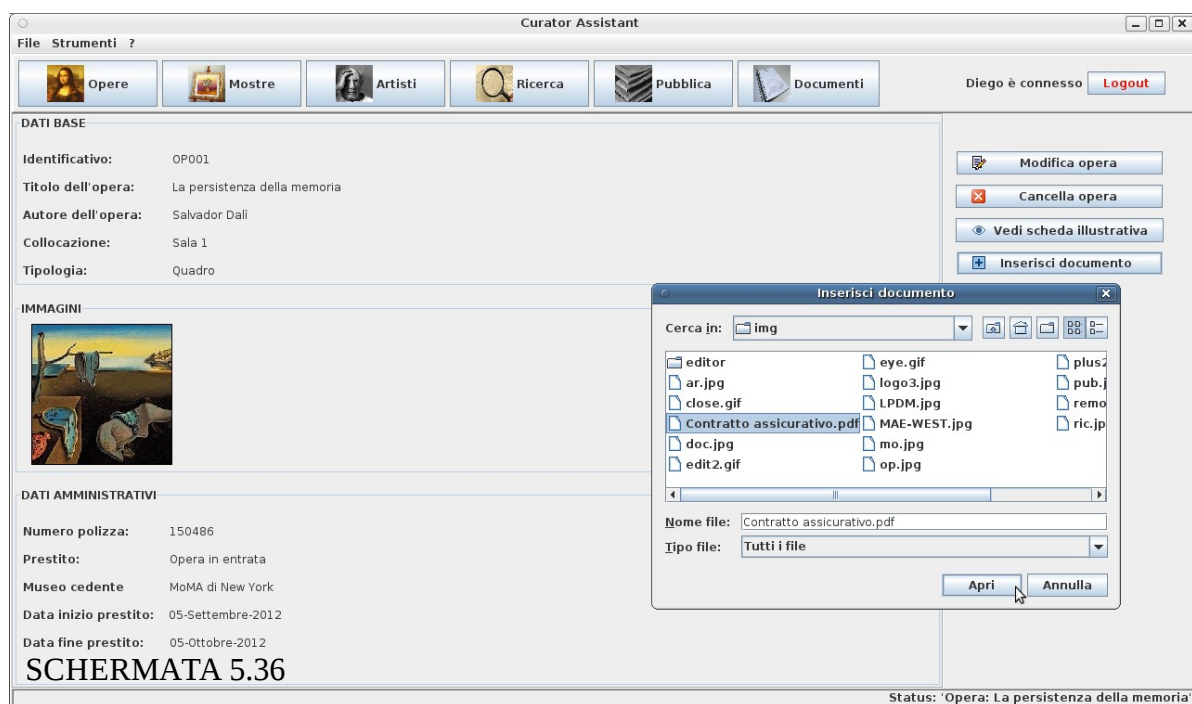 Curator Assistant
File Strumenti ?
Opere Mostre Artisti Ricerca Pubblica Documenti Diego è connesso Logout
DATI BASE
Identificativo: OP001
Titolo dell'opera: La persistenza della memoria
Autore dell'opera: Salvador Dalì
Collocazione: Sala 1
Tipologia: Quadro
Modifica opera
Cancella opera
Vedi scheda illustrativa
Inserisci documento
IMMAGINI
DATI AMMINISTRATIVI
Numero polizza: 150486
Prestito: Opera in entrata
Museo cedente MoMA di New York
Data inizio prestito: 05-Settembre-2012
Data fine prestito: 05-Ottobre-2012
SCHERMATA 5.36
Inserisci documento
Cerca in: img
editor eye.gif plus2
ar.jpg logo3.jpg pub.j
close.gif LPDM.jpg remo
Contratto assicurativo.pdf MAE-WEST.jpg ric.jp
doc.jpg mo.jpg
edit2.gif op.jpg
Nome file: Contratto assicurativo.pdf
Tipo file: Tutti i file
Apri Annulla
Status: 'Opera: La persistenza della memoria'